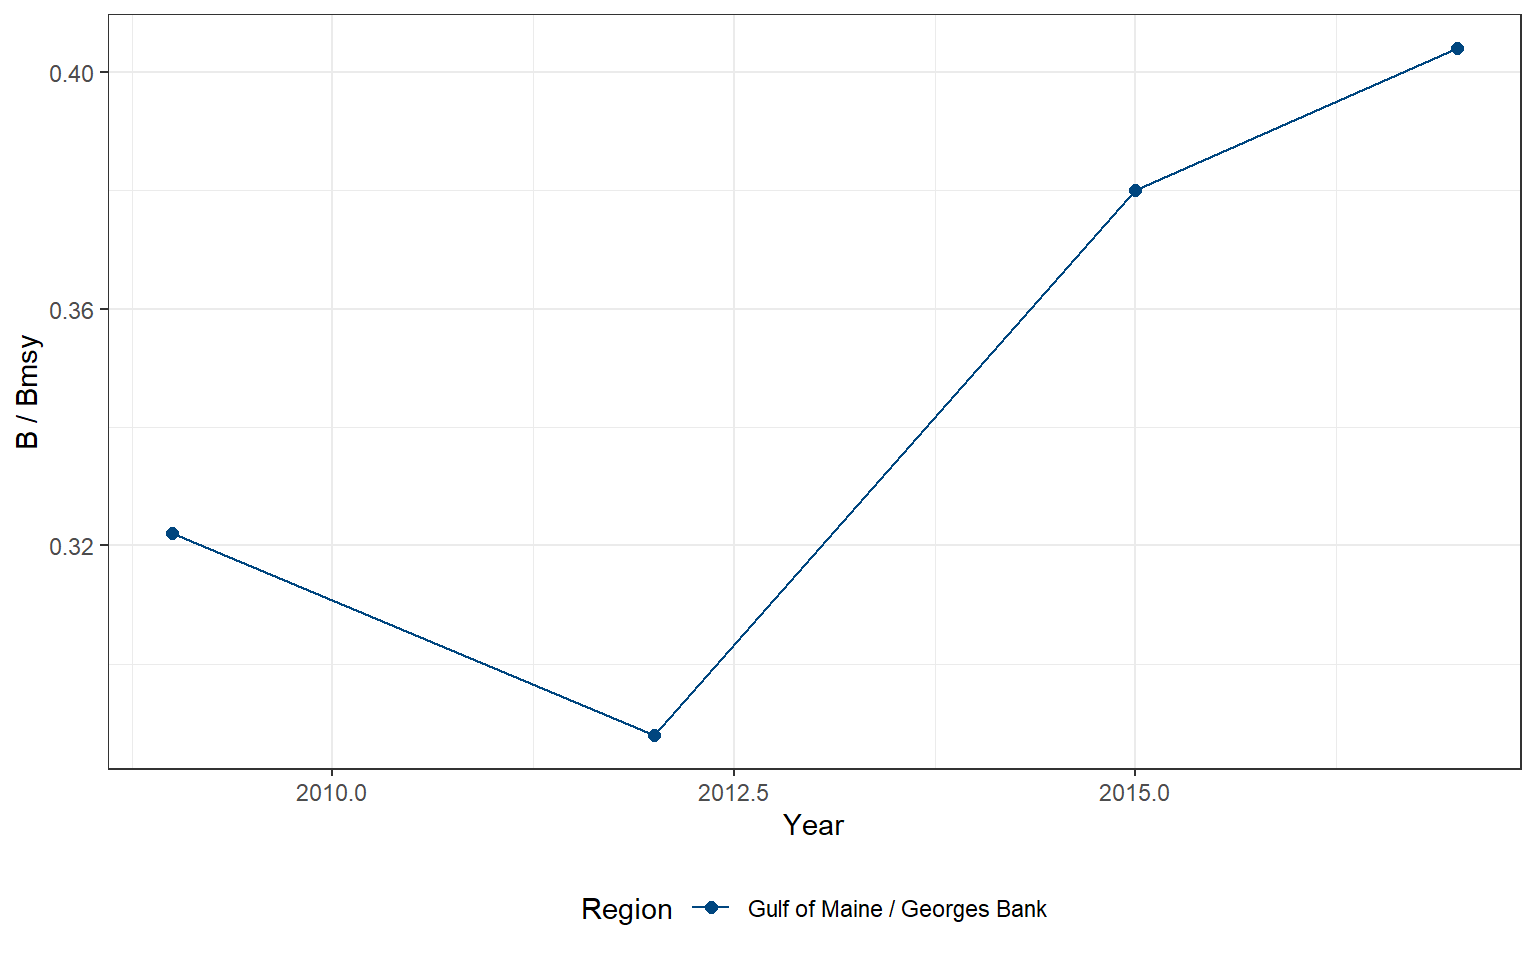 0.40
0.36
0.32
B / Bmsy
2010.0 2012.5 2015.0
Year
Region Gulf of Maine / Georges Bank